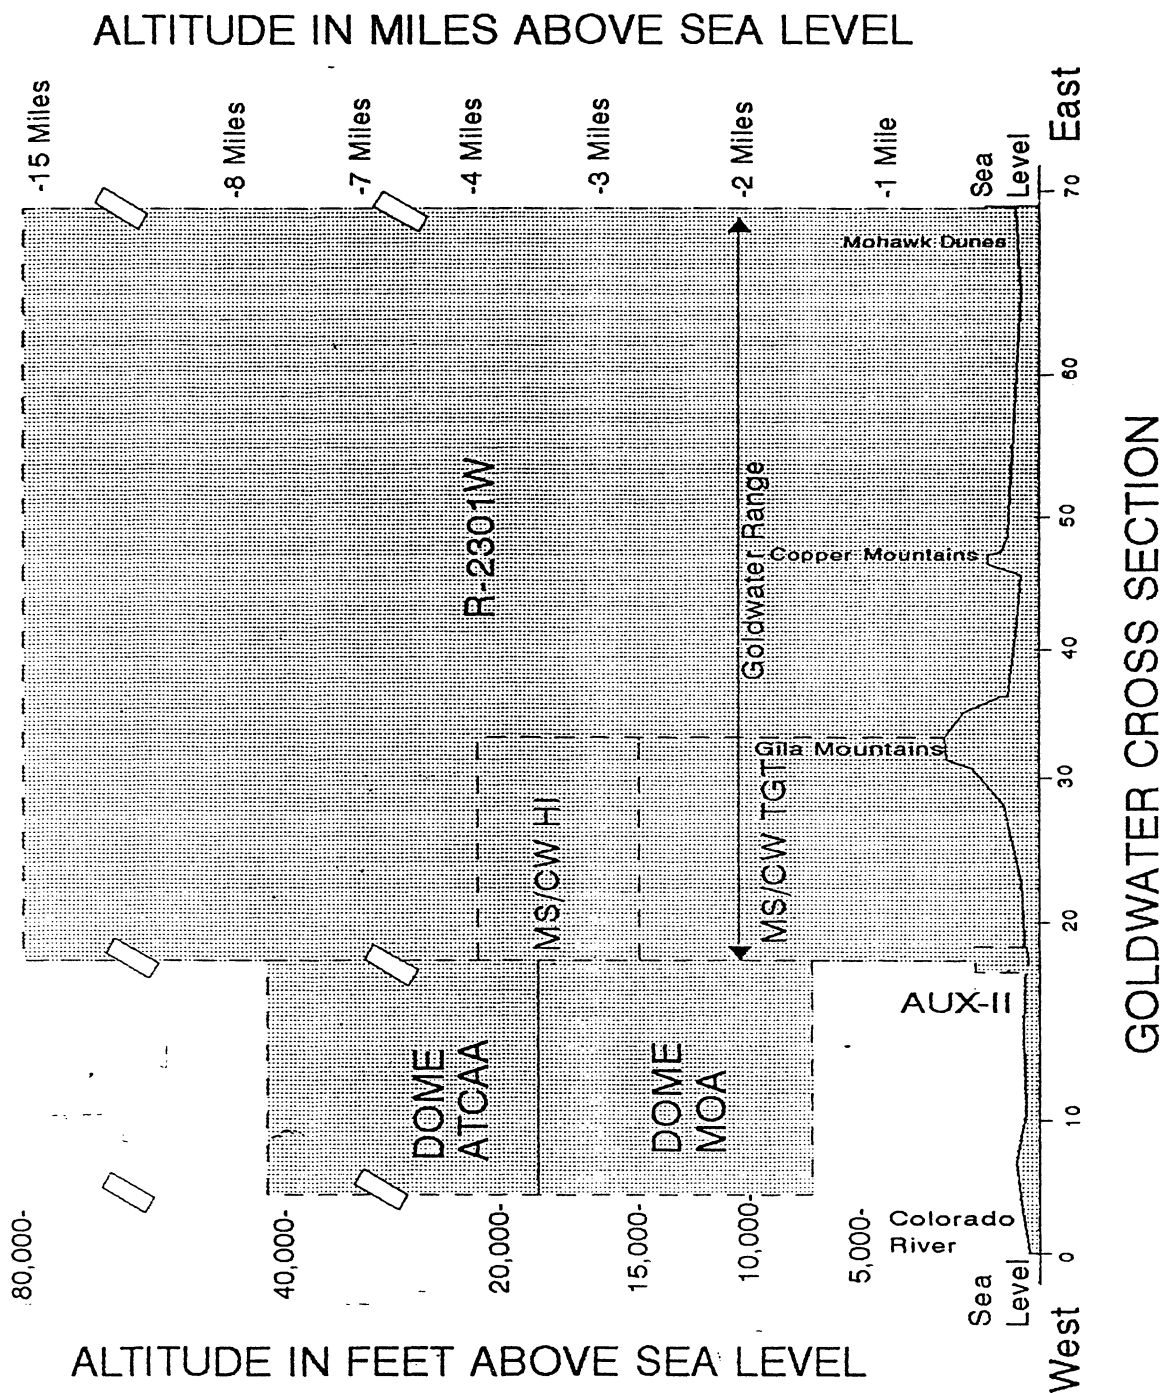 ALTITUDE IN MILES ABOVE SEA LEVEL
-15 Miles
-8 Miles
-7 Miles
-4 Miles
-3 Miles
-2 Miles
-1 Mile
Sea
Level
East
R-2301W
Goldwater Range
MS/CW HI
MS/CW TGT
DOME
ATCAA
DOME
MOA
AUX-II
Colorado
River
Gila Mountains
Copper Mountains
Mohawk Dunes
80,000-
40,000-
20,000-
15,000-
10,000-
5,000-
Sea
Level
West
0
10
20
30
40
50
60
70
ALTITUDE IN FEET ABOVE SEA LEVEL
GOLDWATER CROSS SECTION